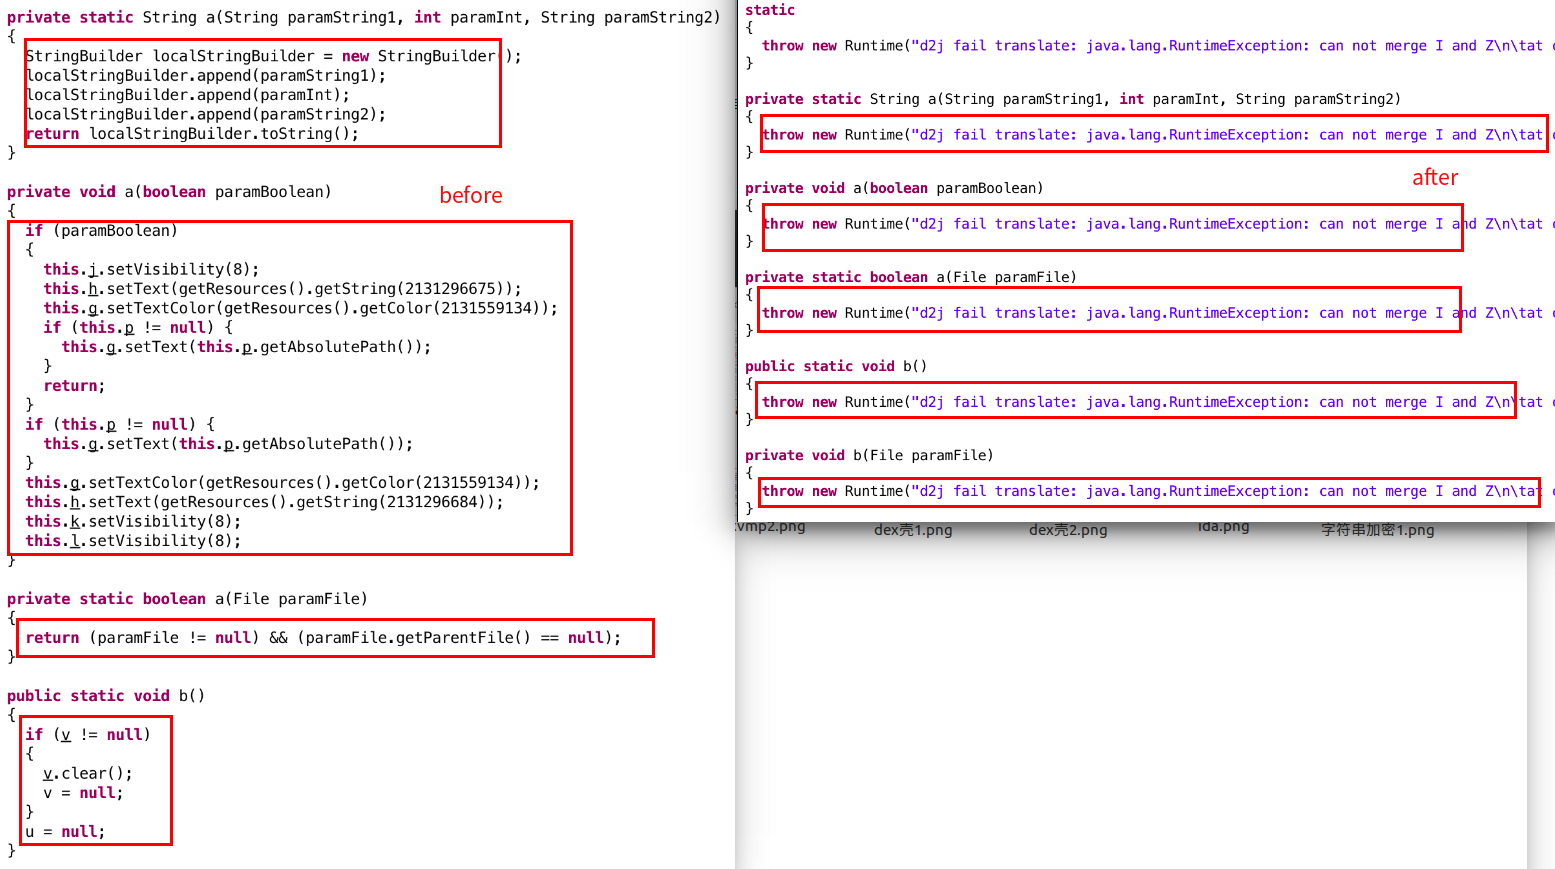 private static String a(String paramString1, int paramInt, String paramString2)
{
StringBuilder localStringBuilder = new StringBuilder();
localStringBuilder.append(paramString1);
localStringBuilder.append(paramInt);
localStringBuilder.append(paramString2);
return localStringBuilder.toString();
}
private void a(boolean paramBoolean)
before
{
if (paramBoolean)
{
this.j.setVisibility(8);
this.h.setText(getResources().getString(2131296675));
this.g.setTextColor(getResources().getColor(2131559134));
if (this.p != null) {
this.g.setText(this.p.getAbsolutePath());
}
return;
}
if (this.p != null) {
this.g.setText(this.p.getAbsolutePath());
}
this.g.setTextColor(getResources().getColor(2131559134));
this.h.setText(getResources().getString(2131296684));
this.k.setVisibility(8);
this.l.setVisibility(8);
}
private static boolean a(File paramFile)
{
return (paramFile != null) && (paramFile.getParentFile() == null);
}
public static void b()
{
if (v != null)
{
v.clear();
v = null;
}
u = null;
}
static
{
throw new Runtime("d2j fail translate: java.lang.RuntimeException: can not merge I and Z\n\tat
}
private static String a(String paramString1, int paramInt, String paramString2)
{
throw new Runtime("d2j fail translate: java.lang.RuntimeException: can not merge I and Z\n\tat
}
after
private void a(boolean paramBoolean)
{
throw new Runtime("d2j fail translate: java.lang.RuntimeException: can not merge I and Z\n\tat
}
private static boolean a(File paramFile)
{
throw new Runtime("d2j fail translate: java.lang.RuntimeException: can not merge I and Z\n\tat
}
public static void b()
{
throw new Runtime("d2j fail translate: java.lang.RuntimeException: can not merge I and Z\n\tat
}
private void b(File paramFile)
{
throw new Runtime("d2j fail translate: java.lang.RuntimeException: can not merge I and Z\n\tat
}
vmp2.png dex壳1.png dex壳2.png ida.png 字符串加密1.png